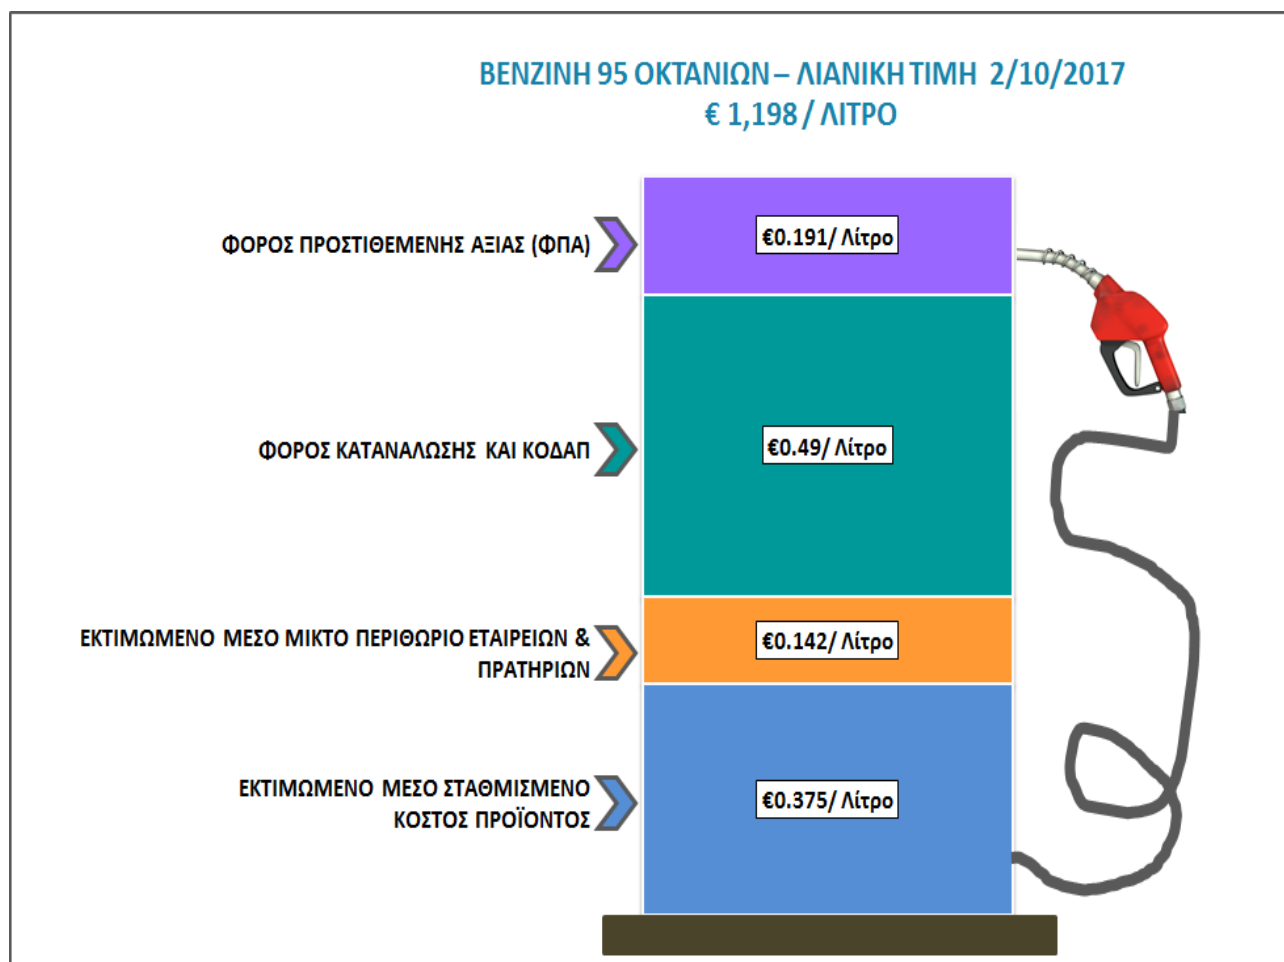 ΒΕΝΖΙΝΗ 95 ΟΚΤΑΝΙΩΝ – ΛΙΑΝΙΚΗ ΤΙΜΗ 2/10/2017
€ 1,198 / ΛΙΤΡΟ
ΦΟΡΟΣ ΠΡΟΣΤΙΘΕΜΕΝΗΣ ΑΞΙΑΣ (ΦΠΑ)
€0.191/ Λίτρο
ΦΟΡΟΣ ΚΑΤΑΝΑΛΩΣΗΣ ΚΑΙ ΚΟΔΑΠ
€0.49/ Λίτρο
ΕΚΤΙΜΩΜΕΝΟ ΜΕΣΟ ΜΙΚΤΟ ΠΕΡΙΘΩΡΙΟ ΕΤΑΙΡΕΙΩΝ &
ΠΡΑΤΗΡΙΩΝ
€0.142/ Λίτρο
ΕΚΤΙΜΩΜΕΝΟ ΜΕΣΟ ΣΤΑΘΜΙΣΜΕΝΟ
ΚΟΣΤΟΣ ΠΡΟΪΟΝΤΟΣ
€0.375/ Λίτρο